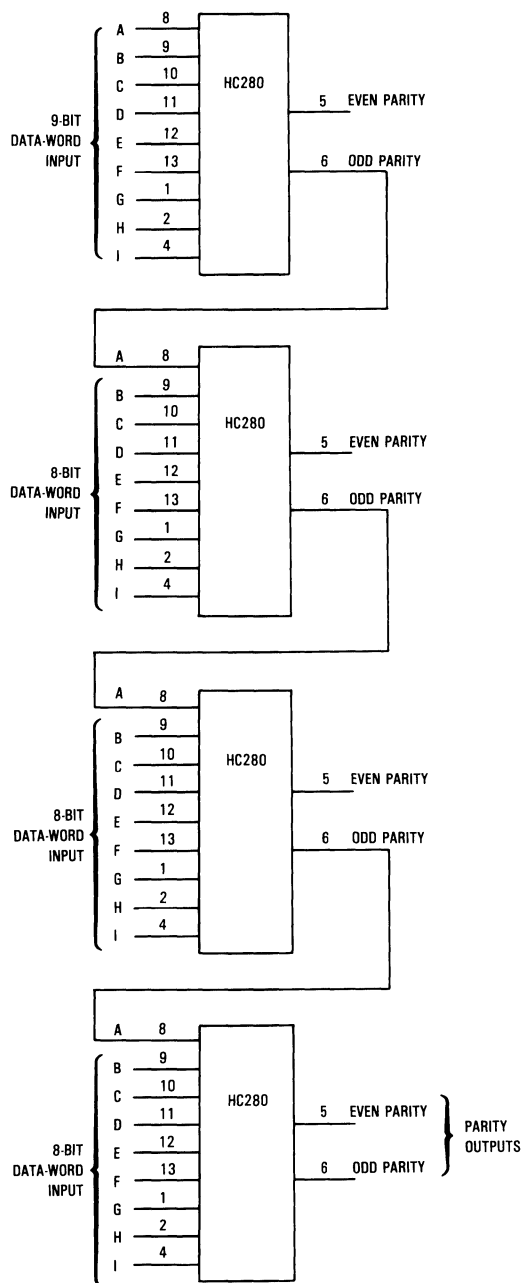 A 8
B 9
C 10
D 11
E 12
F 13
G 1
H 2
I 4
9-BIT
DATA-WORD
INPUT
HC280
5 EVEN PARITY
6 ODD PARITY
A 8
B 9
C 10
D 11
E 12
F 13
G 1
H 2
I 4
8-BIT
DATA-WORD
INPUT
HC280
5 EVEN PARITY
6 ODD PARITY
A 8
B 9
C 10
D 11
E 12
F 13
G 1
H 2
I 4
8-BIT
DATA-WORD
INPUT
HC280
5 EVEN PARITY
6 ODD PARITY
A 8
B 9
C 10
D 11
E 12
F 13
G 1
H 2
I 4
8-BIT
DATA-WORD
INPUT
HC280
5 EVEN PARITY
6 ODD PARITY
PARITY
OUTPUTS